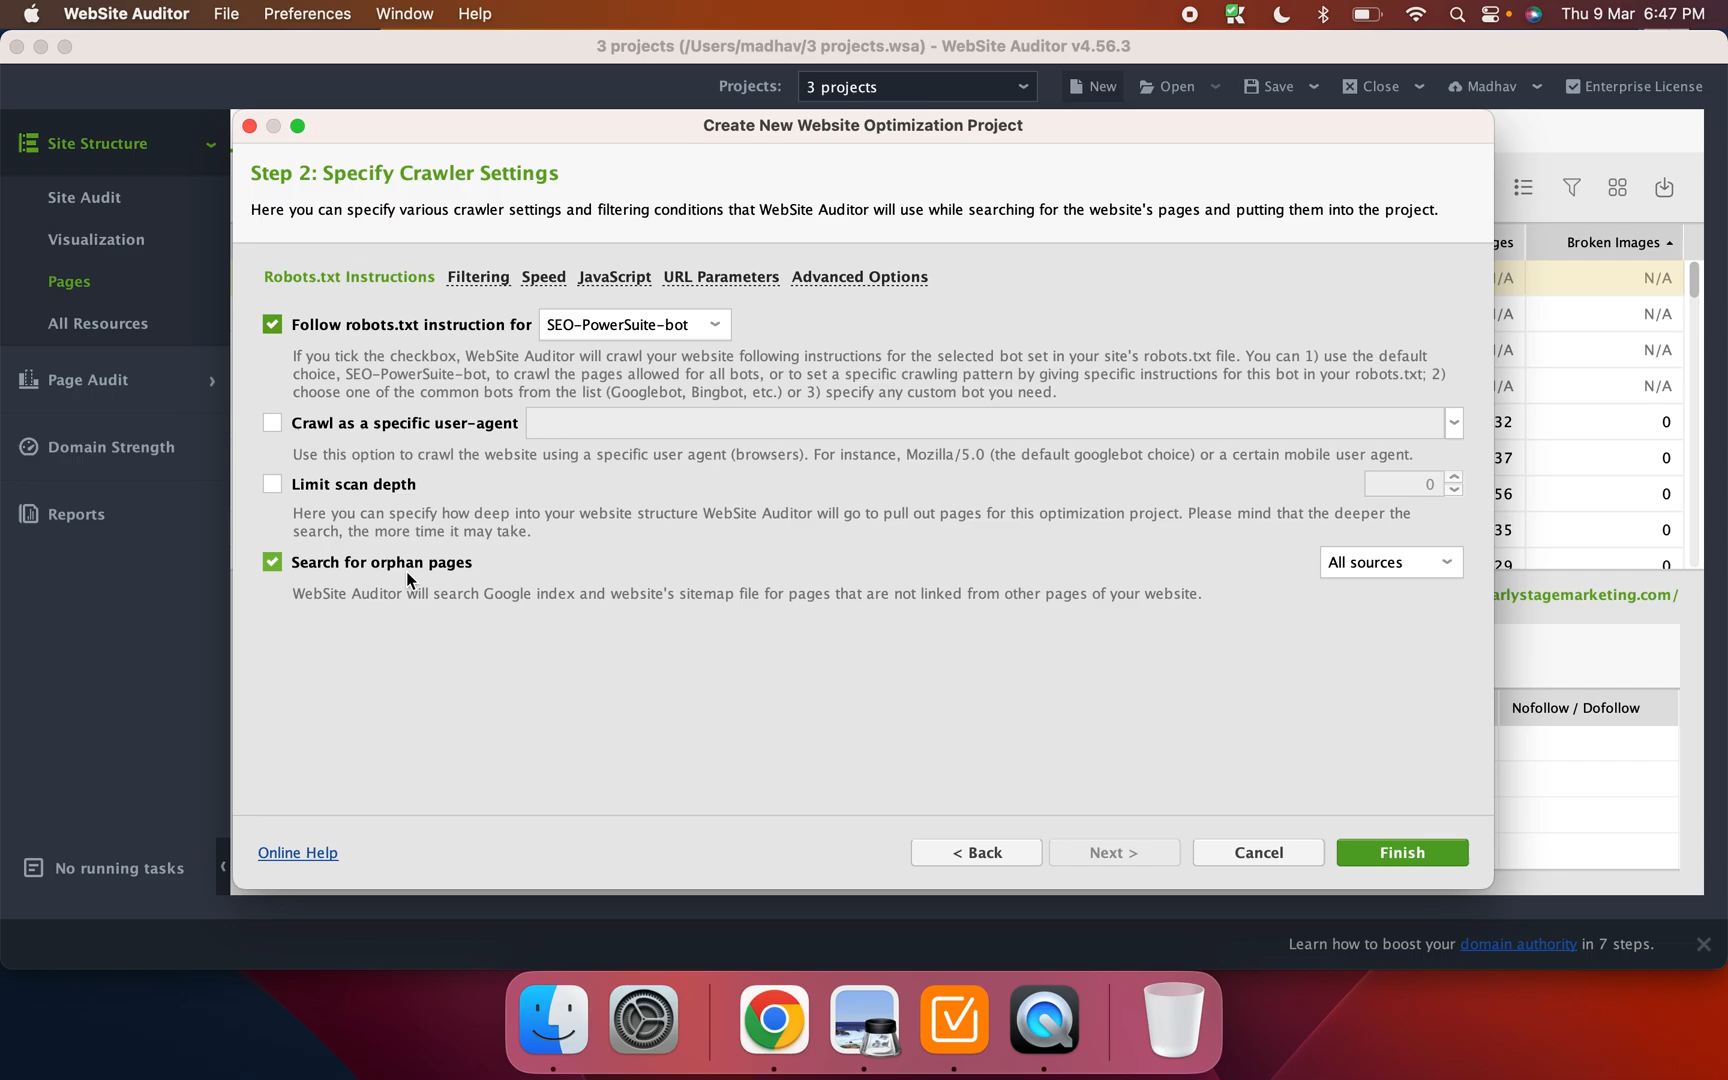 WebSite Auditor File Preferences Window Help Thu 9 Mar 6:47 PM
3 projects (/Users/madhav/3 projects.wsa) - WebSite Auditor v4.56.3
Projects: 3 projects New Open Save Close Madhav Enterprise License
Site Structure
Site Audit
Visualization
Pages
All Resources
Page Audit
Domain Strength
Reports
No running tasks
Create New Website Optimization Project
Step 2: Specify Crawler Settings
Here you can specify various crawler settings and filtering conditions that WebSite Auditor will use while searching for the website's pages and putting them into the project.
Robots.txt Instructions Filtering Speed JavaScript URL Parameters Advanced Options
Follow robots.txt instruction for SEO-PowerSuite-bot
If you tick the checkbox, WebSite Auditor will crawl your website following instructions for the selected bot set in your site's robots.txt file. You can 1) use the default
choice, SEO-PowerSuite-bot, to crawl the pages allowed for all bots, or to set a specific crawling pattern by giving specific instructions for this bot in your robots.txt; 2)
choose one of the common bots from the list (Googlebot, Bingbot, etc.) or 3) specify any custom bot you need.
Crawl as a specific user-agent
Use this option to crawl the website using a specific user agent (browsers). For instance, Mozilla/5.0 (the default googlebot choice) or a certain mobile user agent.
Limit scan depth 0
Here you can specify how deep into your website structure WebSite Auditor will go to pull out pages for this optimization project. Please mind that the deeper the
search, the more time it may take.
Search for orphan pages All sources
WebSite Auditor will search Google index and website's sitemap file for pages that are not linked from other pages of your website.
Online Help < Back Next > Cancel Finish
ges Broken Images
/A N/A
/A N/A
/A N/A
/A N/A
32 0
37 0
56 0
35 0
29 0
arlystagemarketing.com/
Nofollow / Dofollow
Learn how to boost your domain authority in 7 steps.